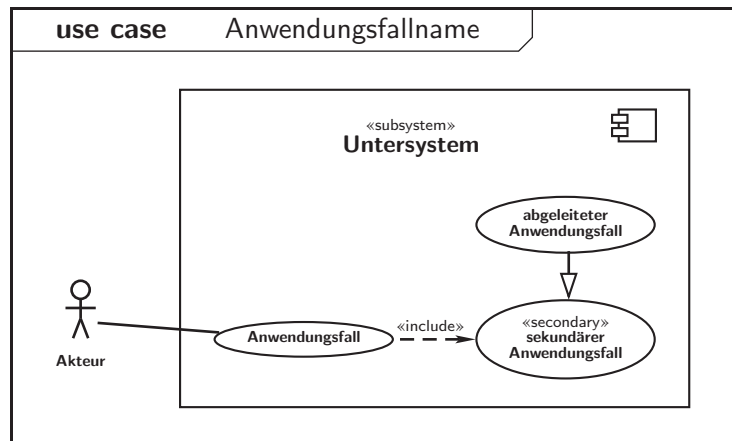 use case Anwendungsfallname
«subsystem»
Untersystem
abgeleiteter
Anwendungsfall
Akteur
Anwendungsfall
«include»
«secondary»
sekundärer
Anwendungsfall